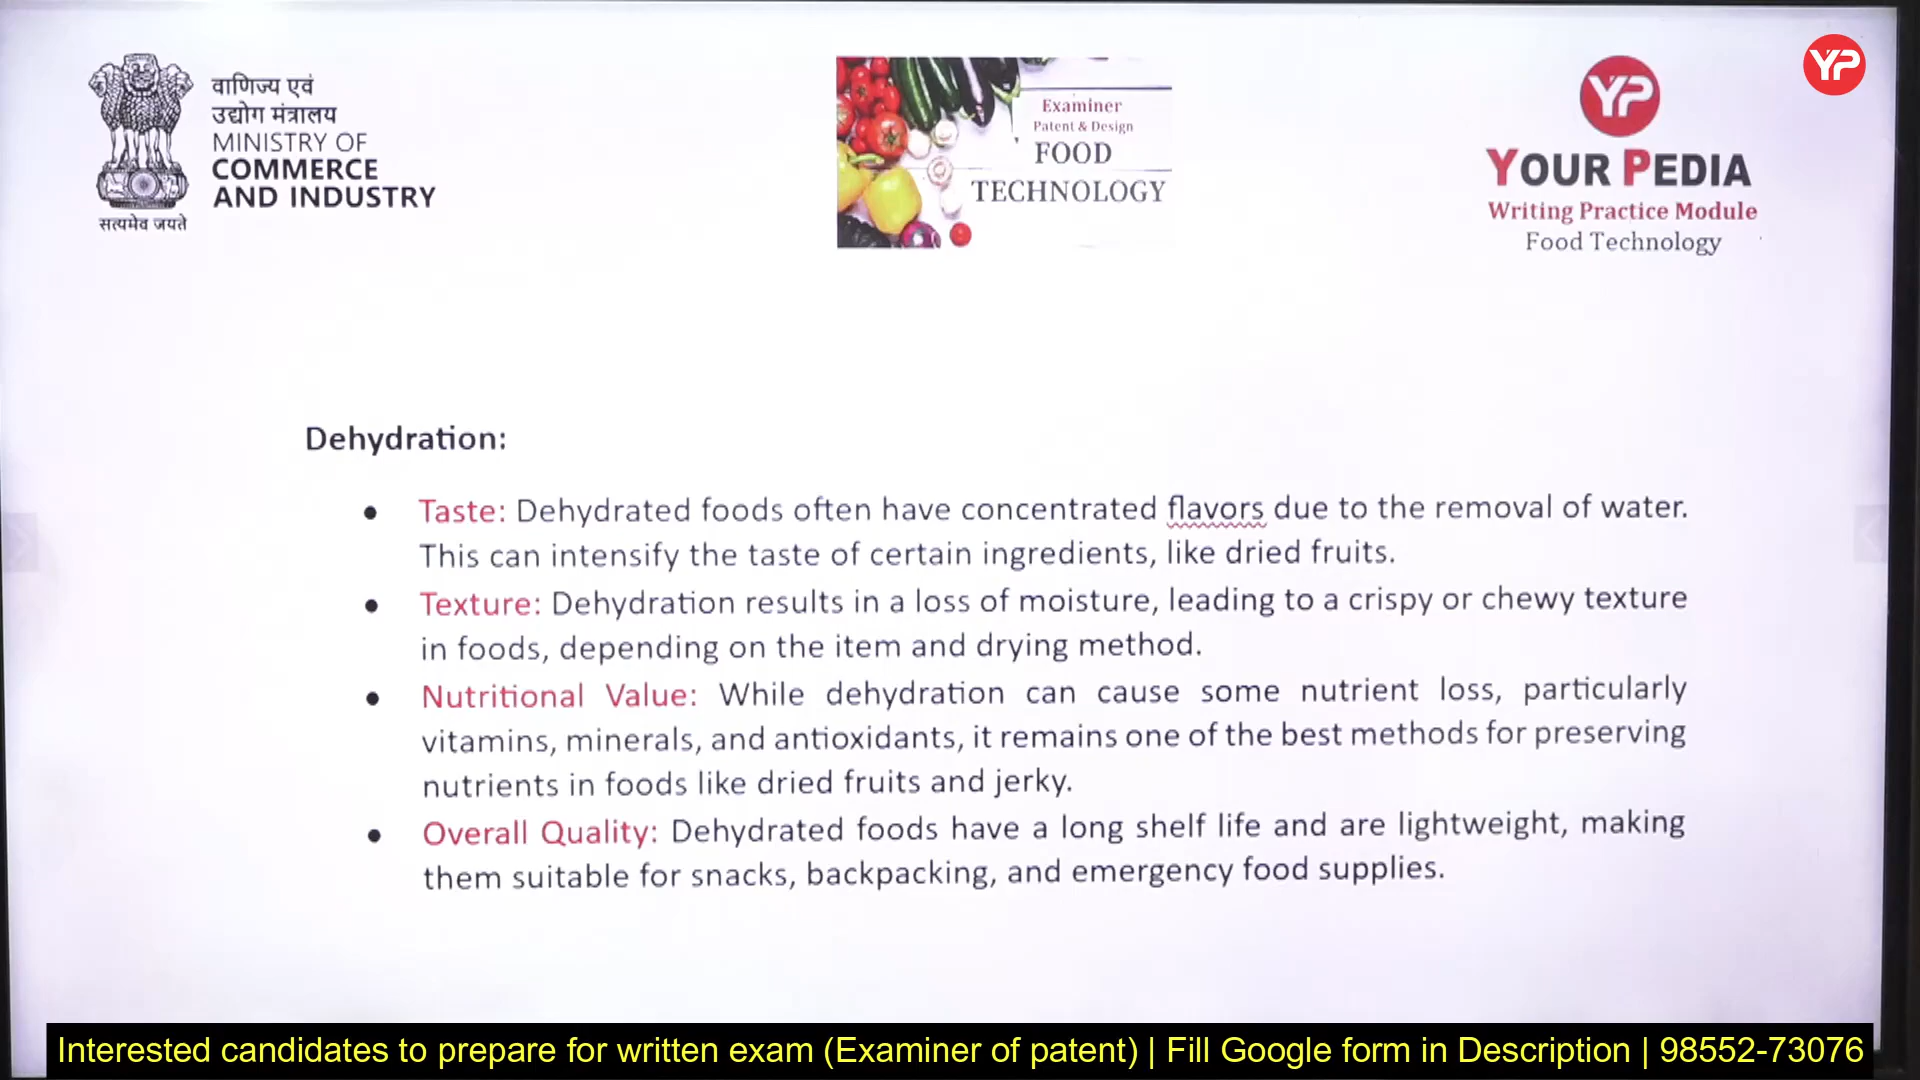 वाणिज्य एवं
उद्योग मंत्रालय
MINISTRY OF
COMMERCE
AND INDUSTRY
सत्यमेव जयते
Examiner
Patent & Design
FOOD
TECHNOLOGY
YP
YOUR PEDIA
Writing Practice Module
Food Technology
YP
Dehydration:
• Taste: Dehydrated foods often have concentrated flavors due to the removal of water.
This can intensify the taste of certain ingredients, like dried fruits.
• Texture: Dehydration results in a loss of moisture, leading to a crispy or chewy texture
in foods, depending on the item and drying method.
• Nutritional Value: While dehydration can cause some nutrient loss, particularly
vitamins, minerals, and antioxidants, it remains one of the best methods for preserving
nutrients in foods like dried fruits and jerky.
• Overall Quality: Dehydrated foods have a long shelf life and are lightweight, making
them suitable for snacks, backpacking, and emergency food supplies.
Interested candidates to prepare for written exam (Examiner of patent) | Fill Google form in Description | 98552-73076